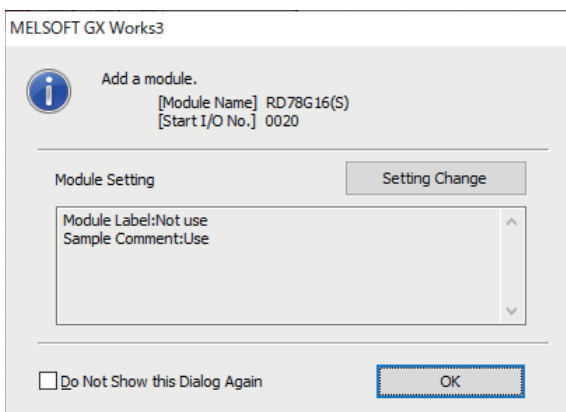 MELSOFT GX Works3
Add a module.
[Module Name] RD78G16(S)
[Start I/O No.] 0020
Module Setting
Setting Change
Module Label:Not use
Sample Comment:Use
Do Not Show this Dialog Again
OK